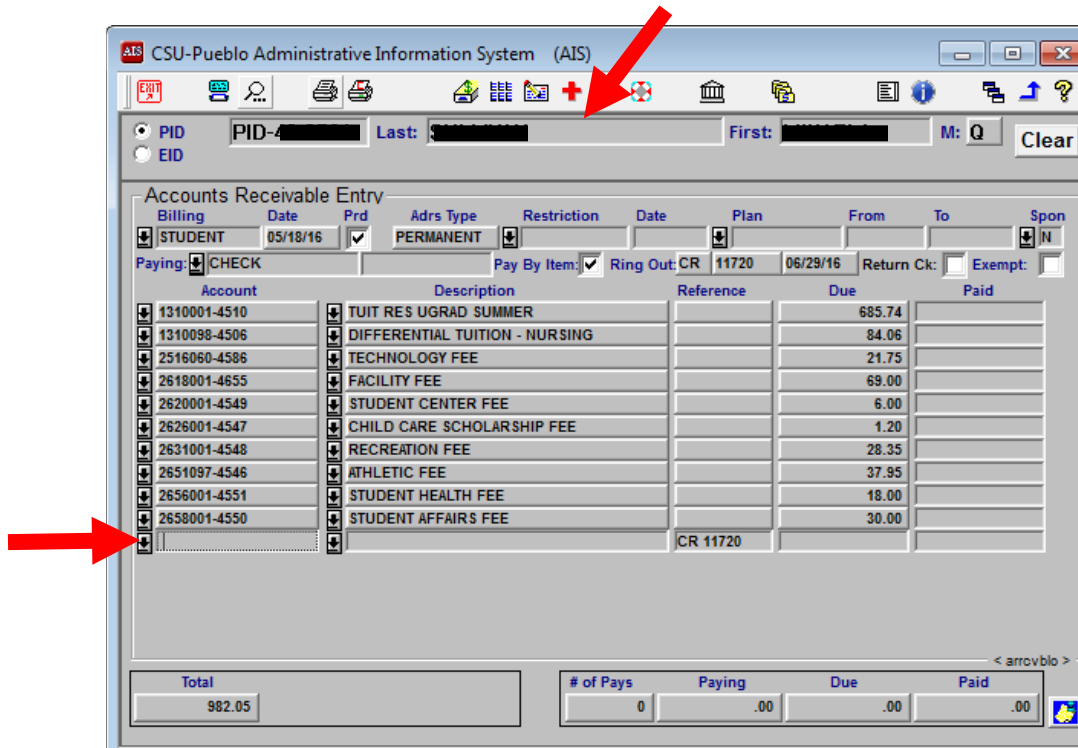 AIS CSU-Pueblo Administrative Information System (AIS)
EXIT
PID PID-4 Last: First: M: Q Clear
EID
Accounts Receivable Entry
Billing Date Prd Adrs Type Restriction Date Plan From To Spon
STUDENT 05/18/16 PERMANENT N
Paying: CHECK Pay By Item: Ring Out: CR 11720 06/29/16 Return Ck: Exempt:
Account Description Reference Due Paid
1310001-4510 TUIT RES UGRAD SUMMER 685.74
1310098-4506 DIFFERENTIAL TUITION - NURSING 84.06
2516060-4586 TECHNOLOGY FEE 21.75
2618001-4655 FACILITY FEE 69.00
2620001-4549 STUDENT CENTER FEE 6.00
2626001-4547 CHILD CARE SCHOLARSHIP FEE 1.20
2631001-4548 RECREATION FEE 28.35
2651097-4546 ATHLETIC FEE 37.95
2656001-4551 STUDENT HEALTH FEE 18.00
2658001-4550 STUDENT AFFAIRS FEE 30.00
CR 11720
< arrcvblo >
Total # of Pays Paying Due Paid
982.05 0 .00 .00 .00